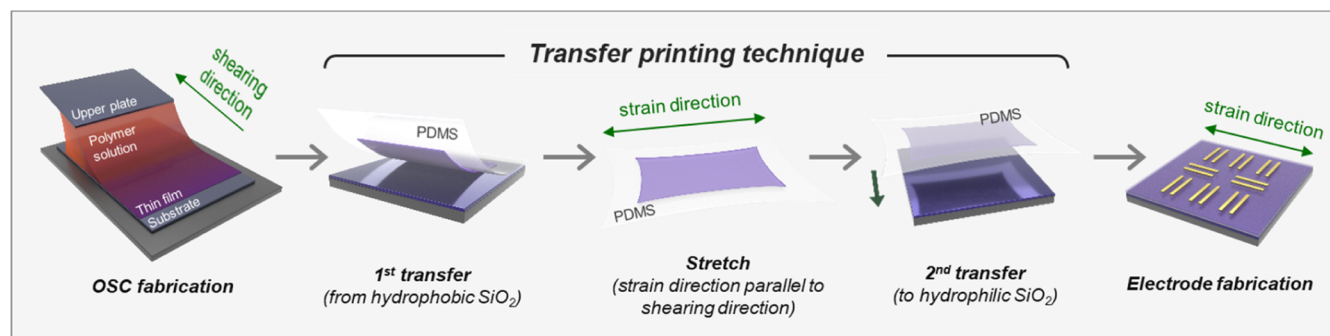 Transfer printing technique
shearing
direction
Upper plate
Polymer
solution
Thin film
Substrate
OSC fabrication
PDMS
1st transfer
(from hydrophobic SiO2)
strain direction
PDMS
Stretch
(strain direction parallel to
shearing direction)
PDMS
2nd transfer
(to hydrophilic SiO2)
strain direction
Electrode fabrication